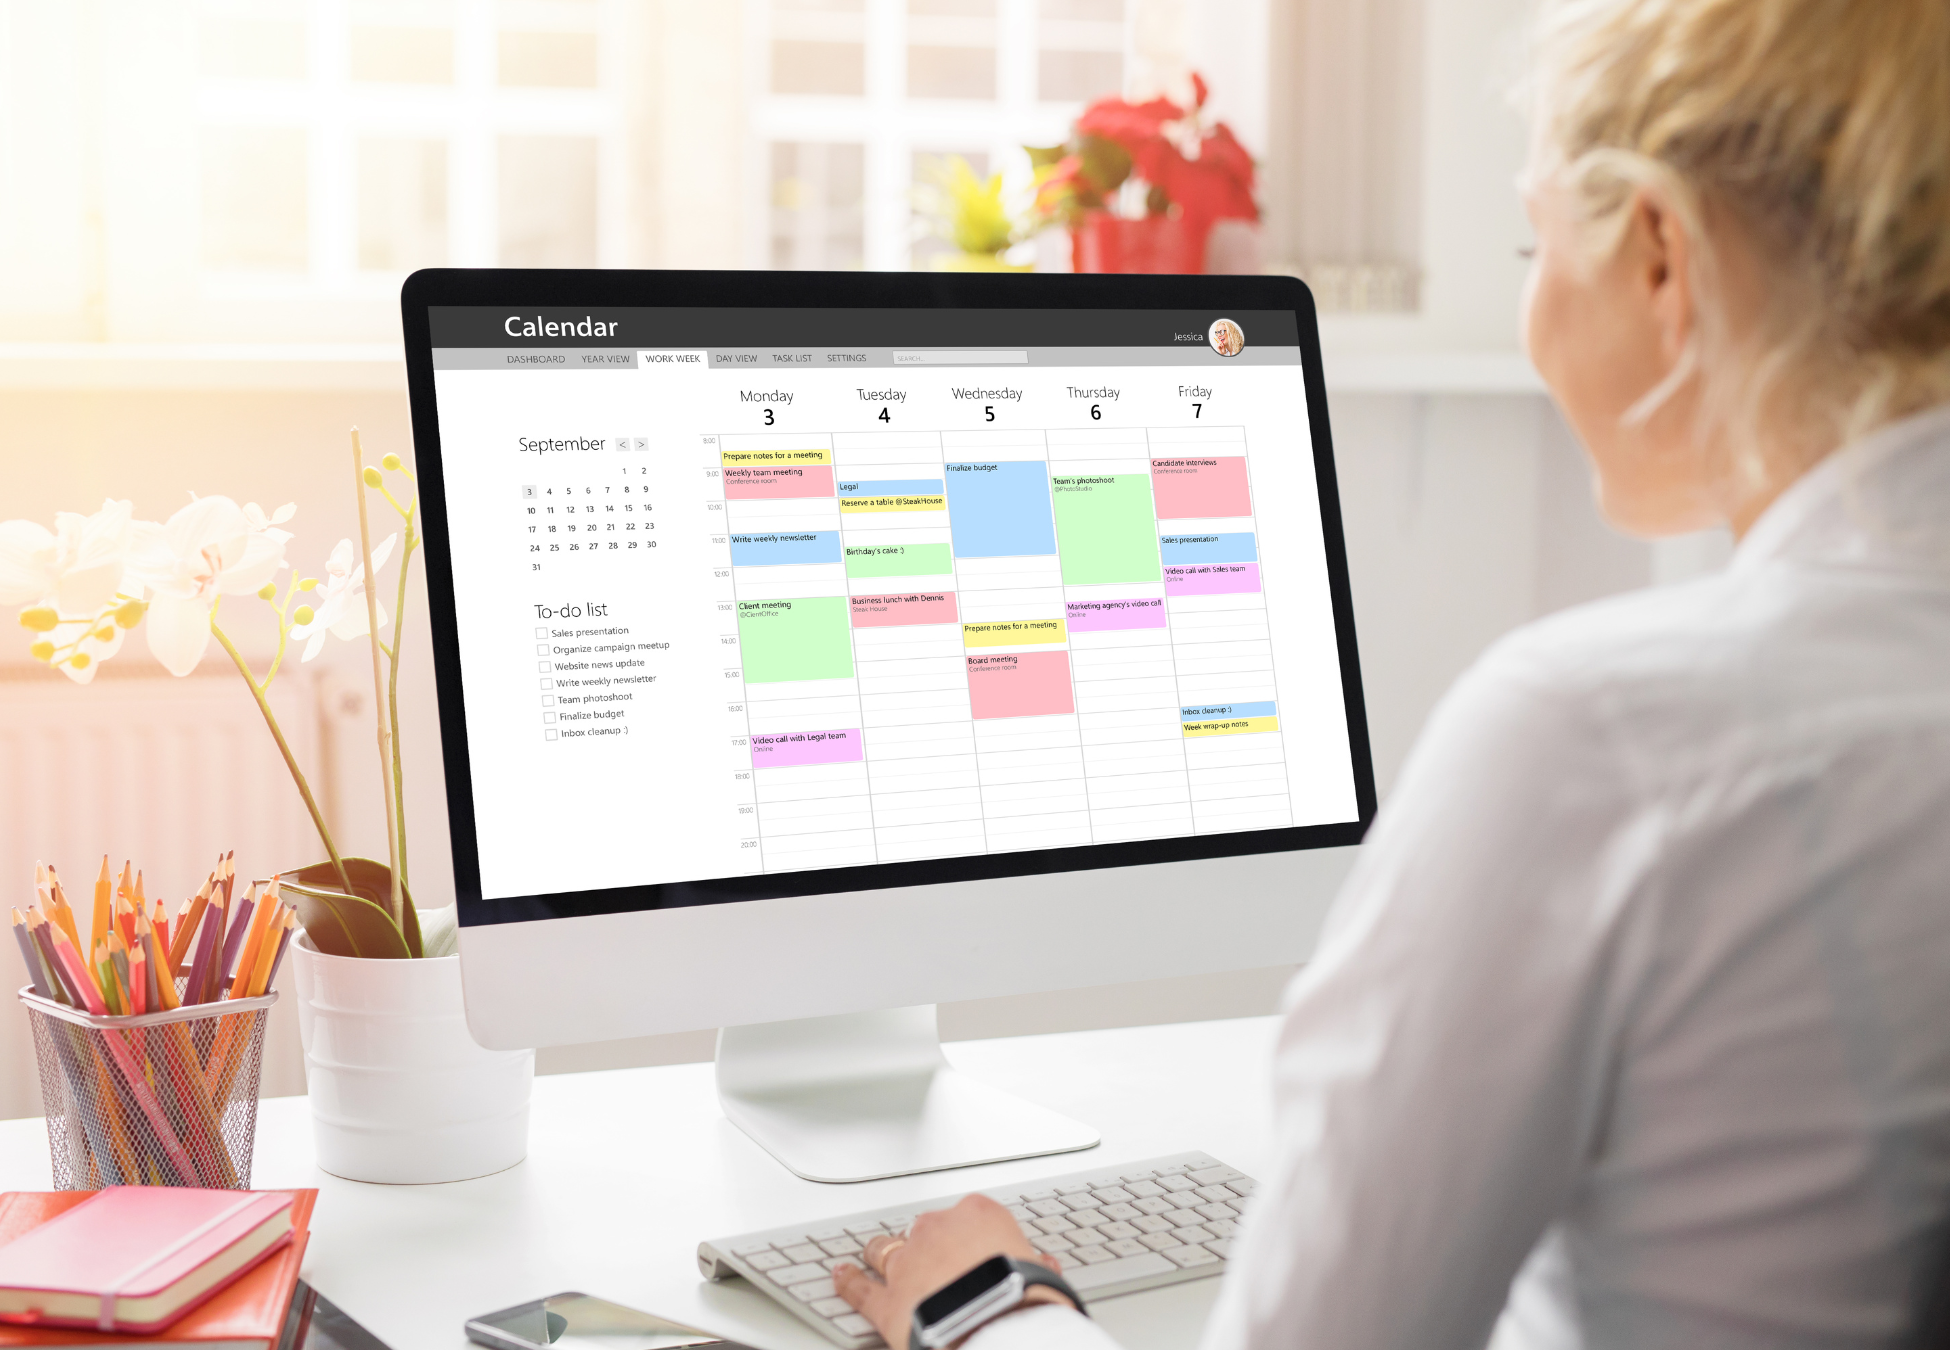 Calendar
Jessica
DASHBOARD YEAR VIEW WORK WEEK DAY VIEW TASK LIST SETTINGS SEARCH...
Monday Tuesday Wednesday Thursday Friday
3 4 5 6 7
September < >
1 2
3 4 5 6 7 8 9
10 11 12 13 14 15 16
17 18 19 20 21 22 23
24 25 26 27 28 29 30
31
To-do list
Sales presentation
Organize campaign meetup
Website news update
Write weekly newsletter
Team photoshoot
Finalize budget
Inbox cleanup :)
8:00
9:00
10:00
11:00
12:00
13:00
14:00
15:00
16:00
17:00
18:00
19:00
20:00
Prepare notes for a meeting
Weekly team meeting
Conference room
Write weekly newsletter
Client meeting
@ClientOffice
Video call with Legal team
Online
Legal
Reserve a table @SteakHouse
Birthday's cake :)
Business lunch with Dennis
Steak House
Finalize budget
Prepare notes for a meeting
Board meeting
Conference room
Team's photoshoot
@PhotoStudio
Marketing agency's video call
Online
Candidate interviews
Conference room
Sales presentation
Video call with Sales team
Online
Inbox cleanup :)
Week wrap-up notes